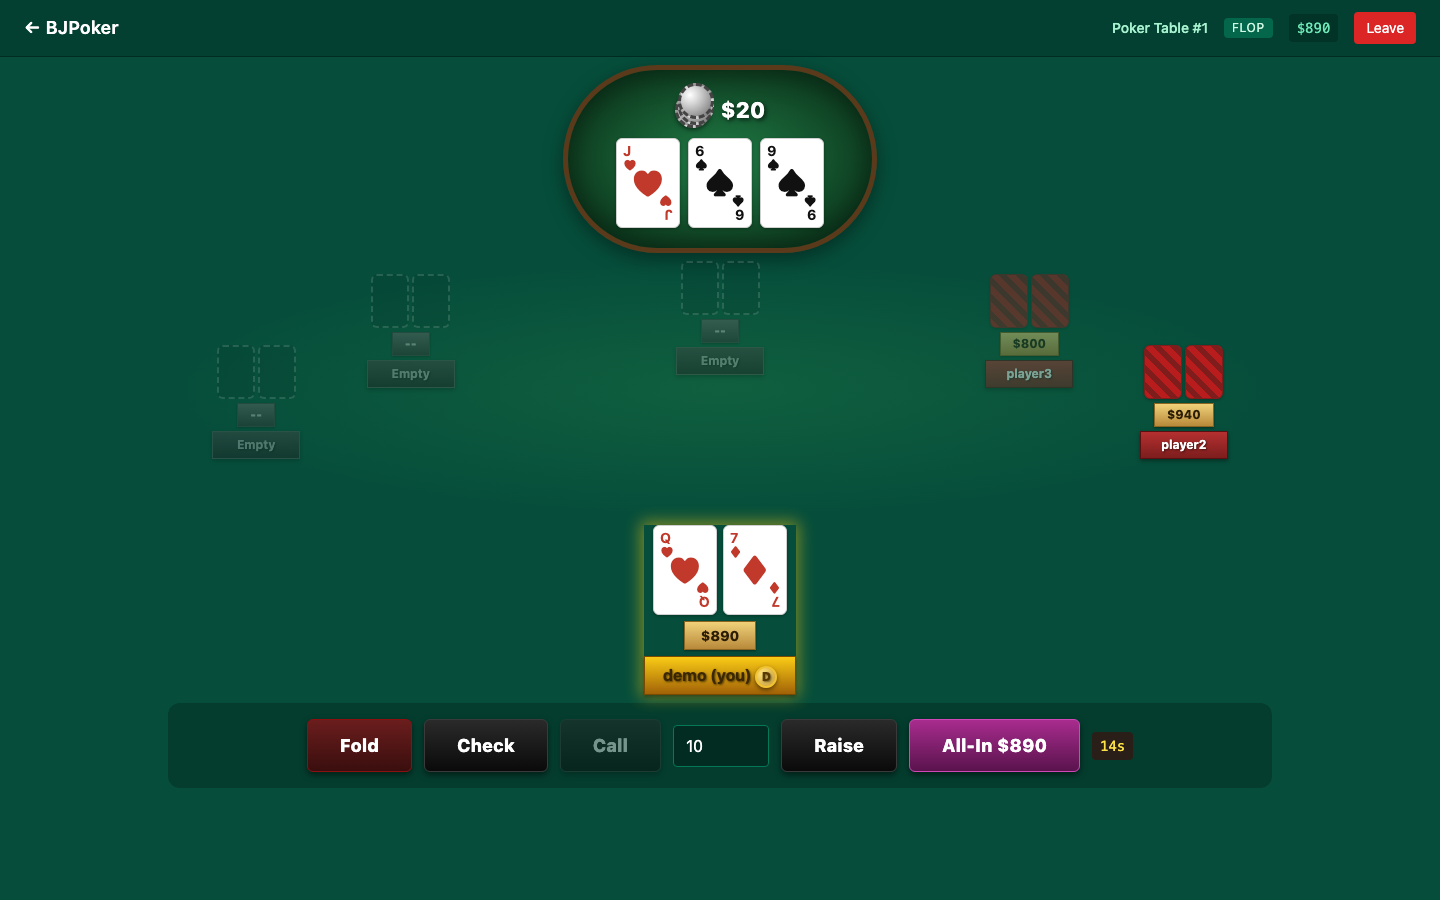 ← BJPoker
Poker Table #1 FLOP $890 Leave
$20
J 6 9
J 6 9
-- Empty
-- Empty
-- Empty
$800
player3
$940
player2
Q 7
Q 7
$890
demo (you) D
Fold Check Call 10 Raise All-In $890 14s